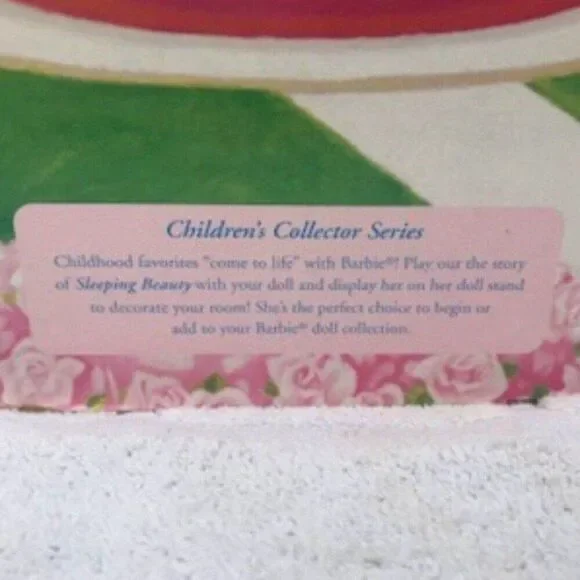 Children's Collector Series
Childhood favorites "come to life" with Barbie®! Play out the story
of Sleeping Beauty with your doll and display her on her doll stand
to decorate your room! She's the perfect choice to begin or
add to your Barbie® doll collection.